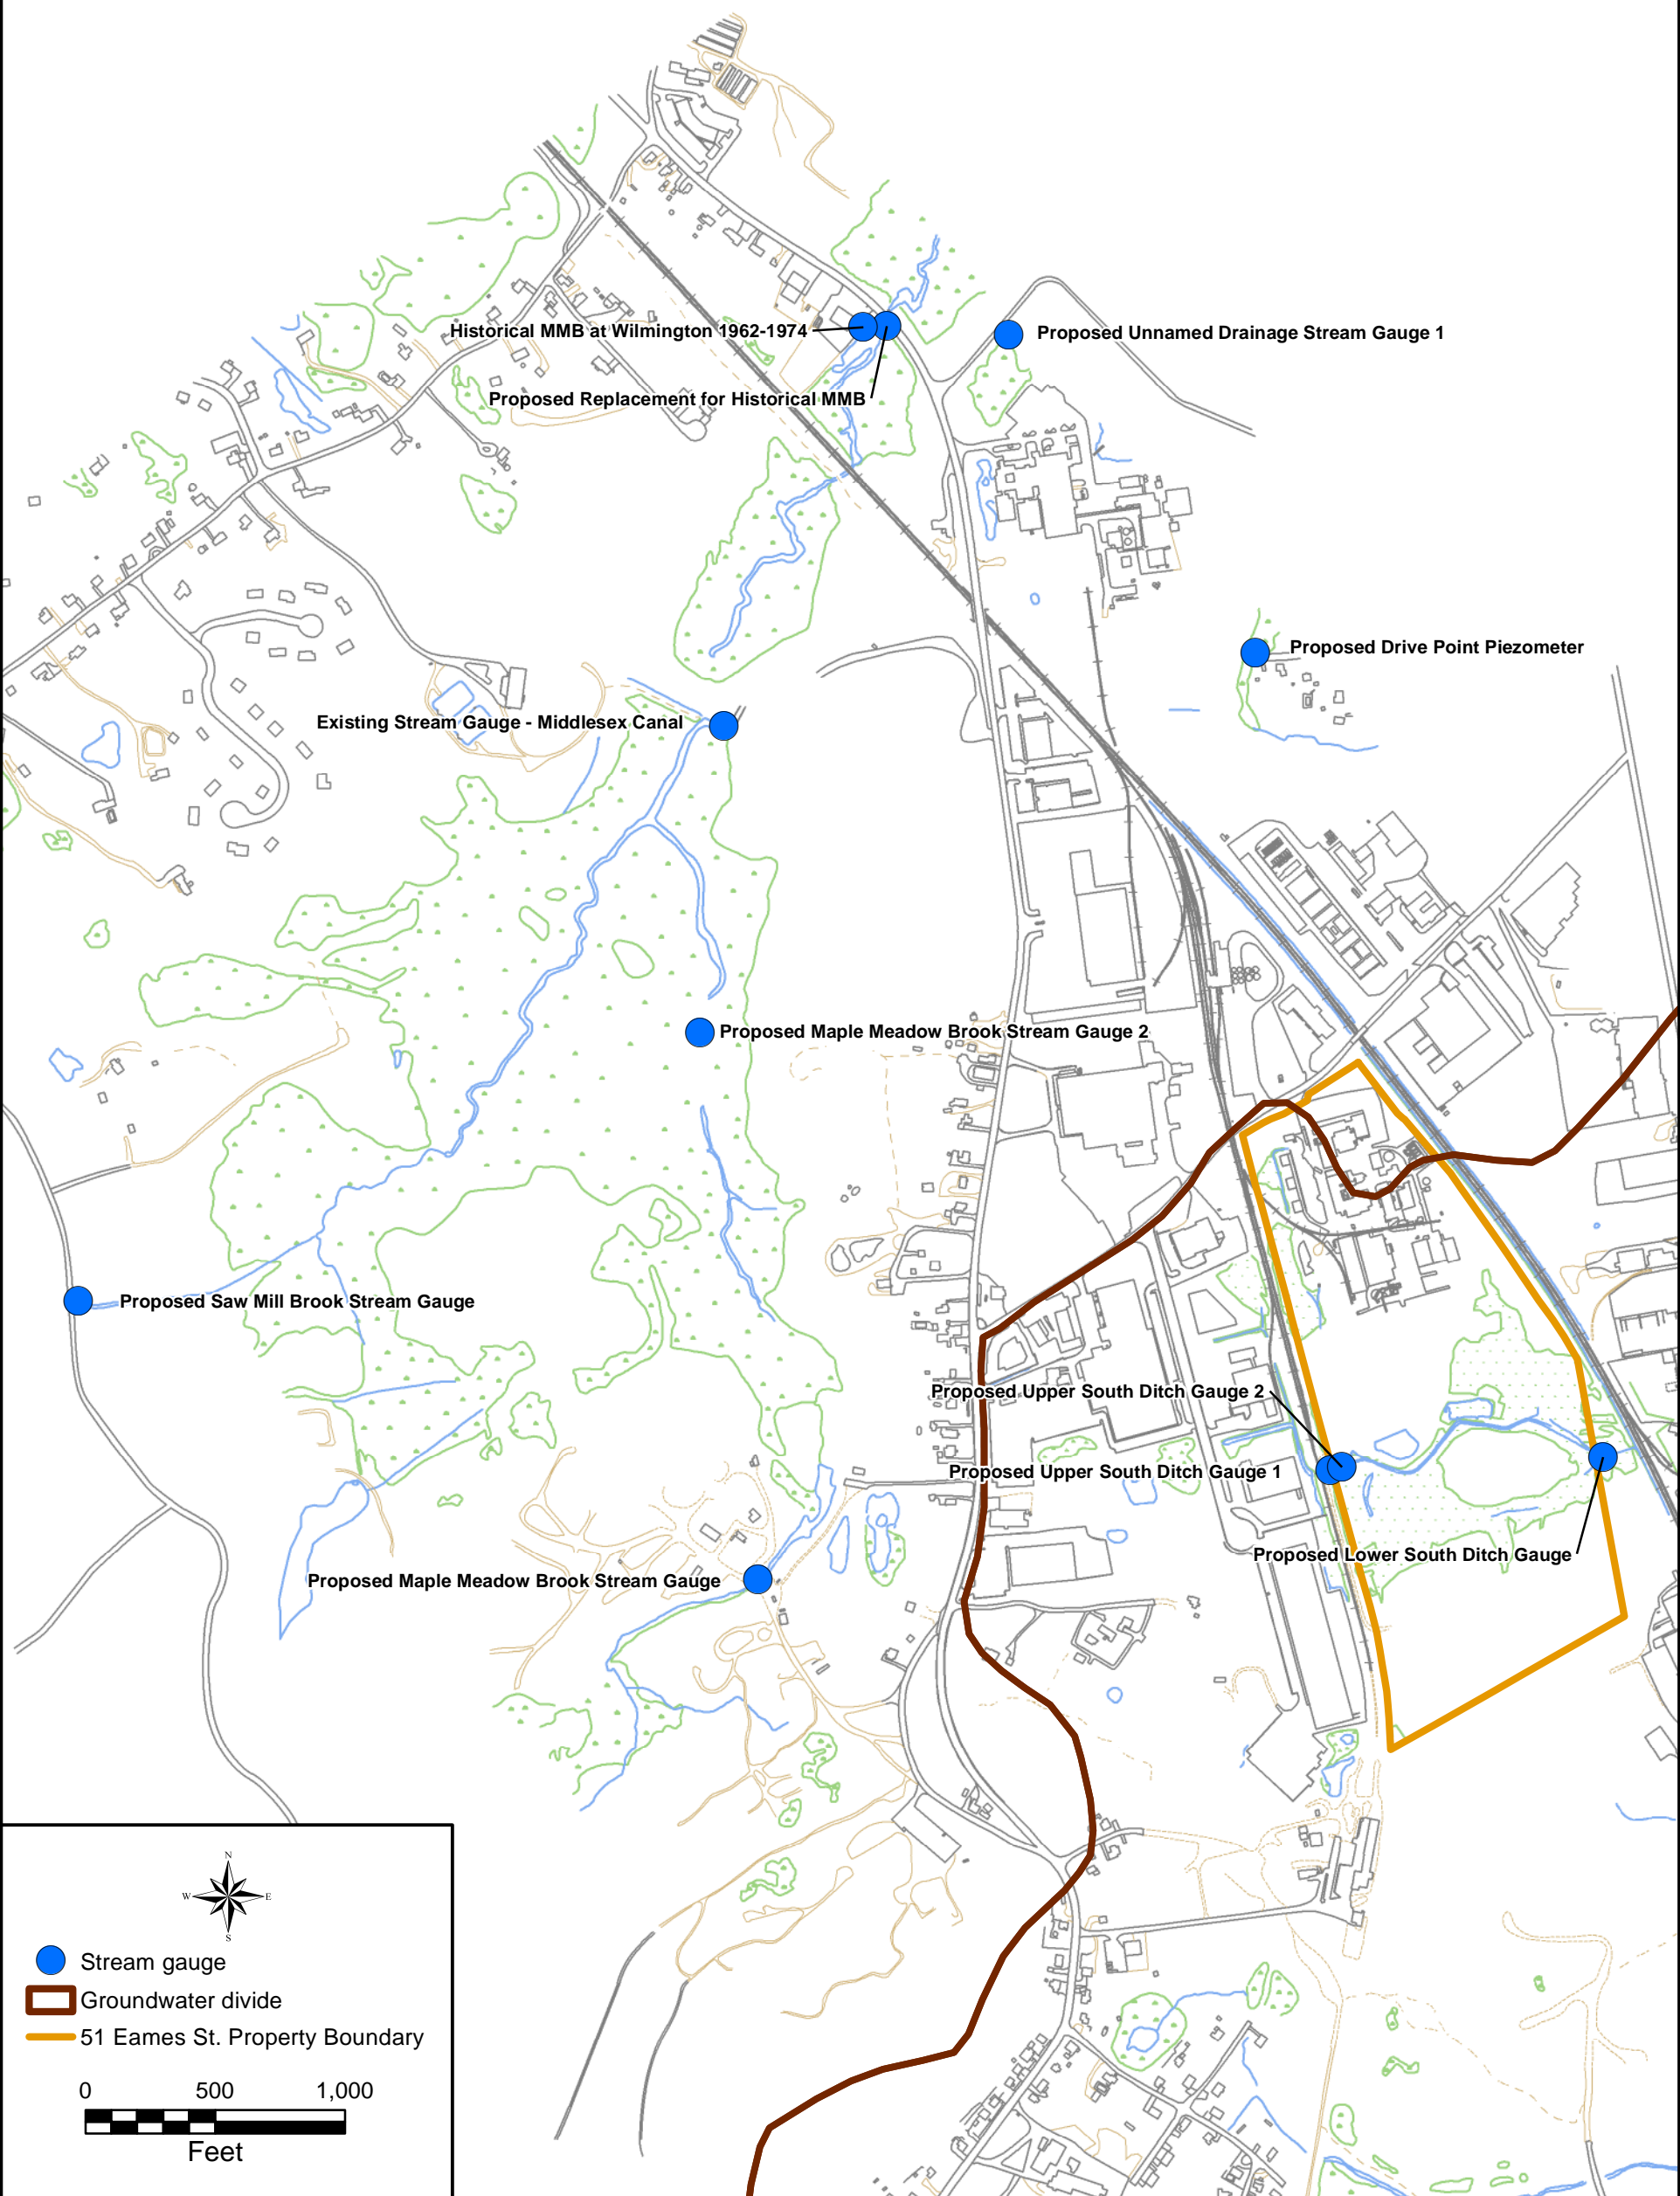 Historical MMB at Wilmington 1962-1974
Proposed Unnamed Drainage Stream Gauge 1
Proposed Replacement for Historical MMB
Proposed Drive Point Piezometer
Existing Stream Gauge - Middlesex Canal
Proposed Maple Meadow Brook Stream Gauge 2
Proposed Saw Mill Brook Stream Gauge
Proposed Upper South Ditch Gauge 2
Proposed Upper South Ditch Gauge 1
Proposed Lower South Ditch Gauge
Proposed Maple Meadow Brook Stream Gauge
N
W E
S
Stream gauge
Groundwater divide
51 Eames St. Property Boundary
0 500 1,000
Feet